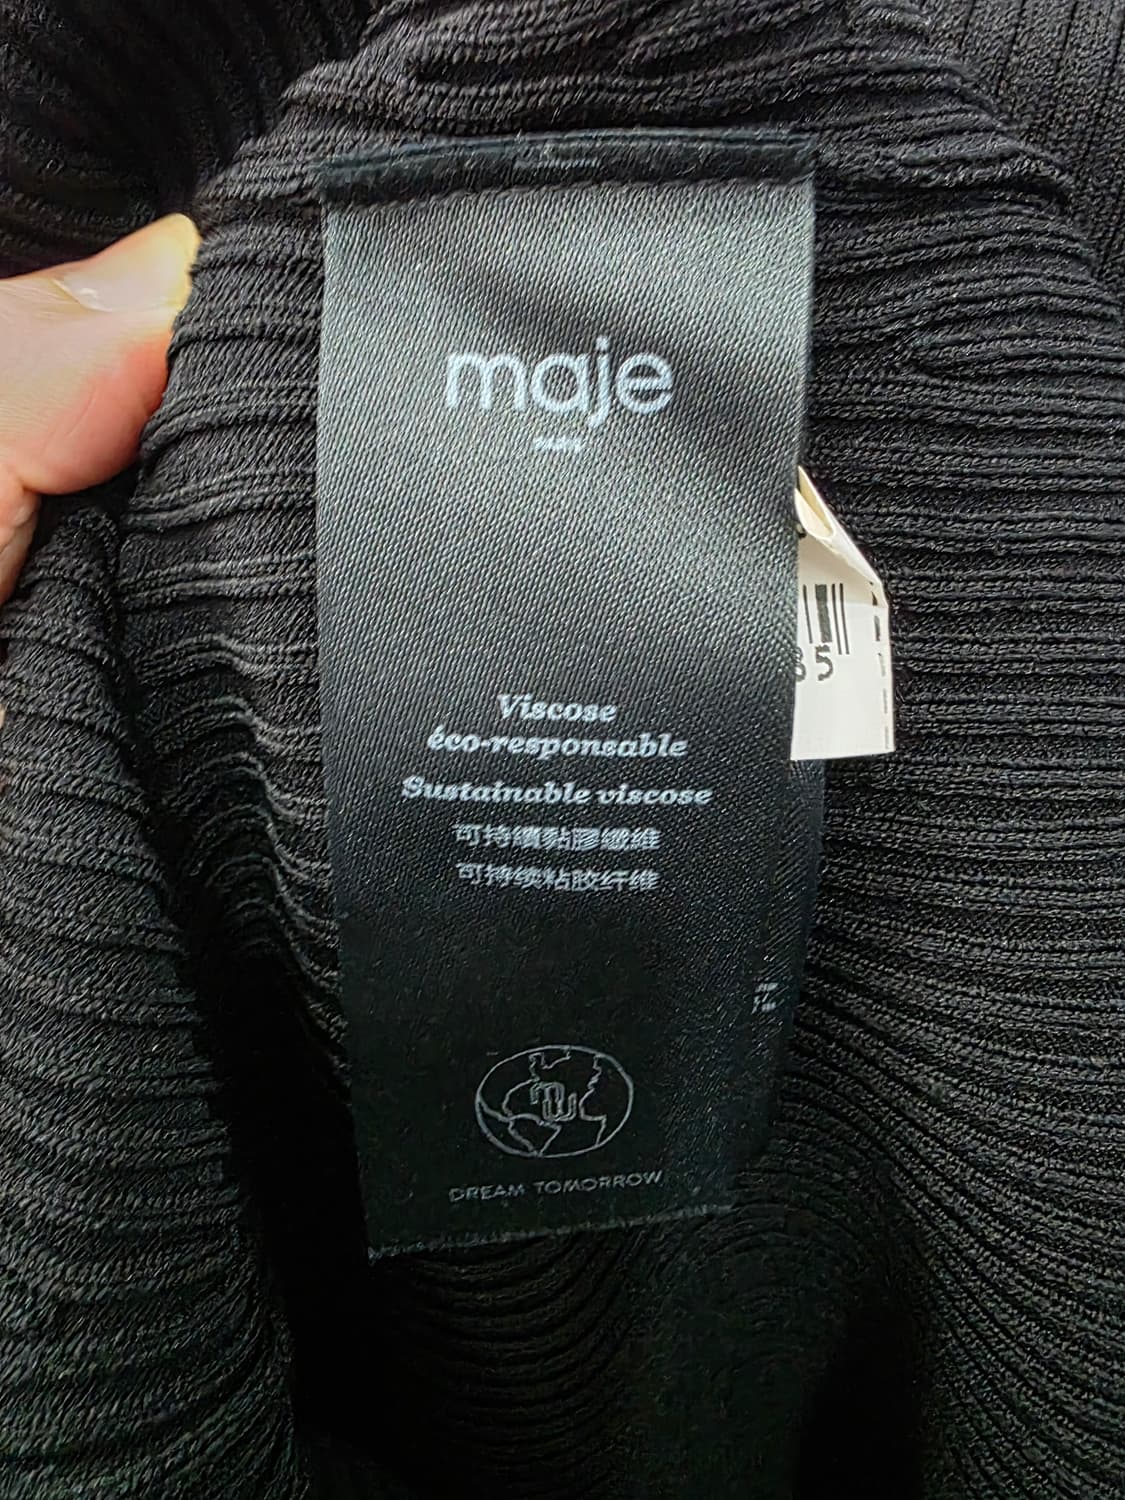 maje
Viscose
éco-responsable
Sustainable viscose
可持續黏膠纖維
可持续粘胶纤维
DREAM TOMORROW
85